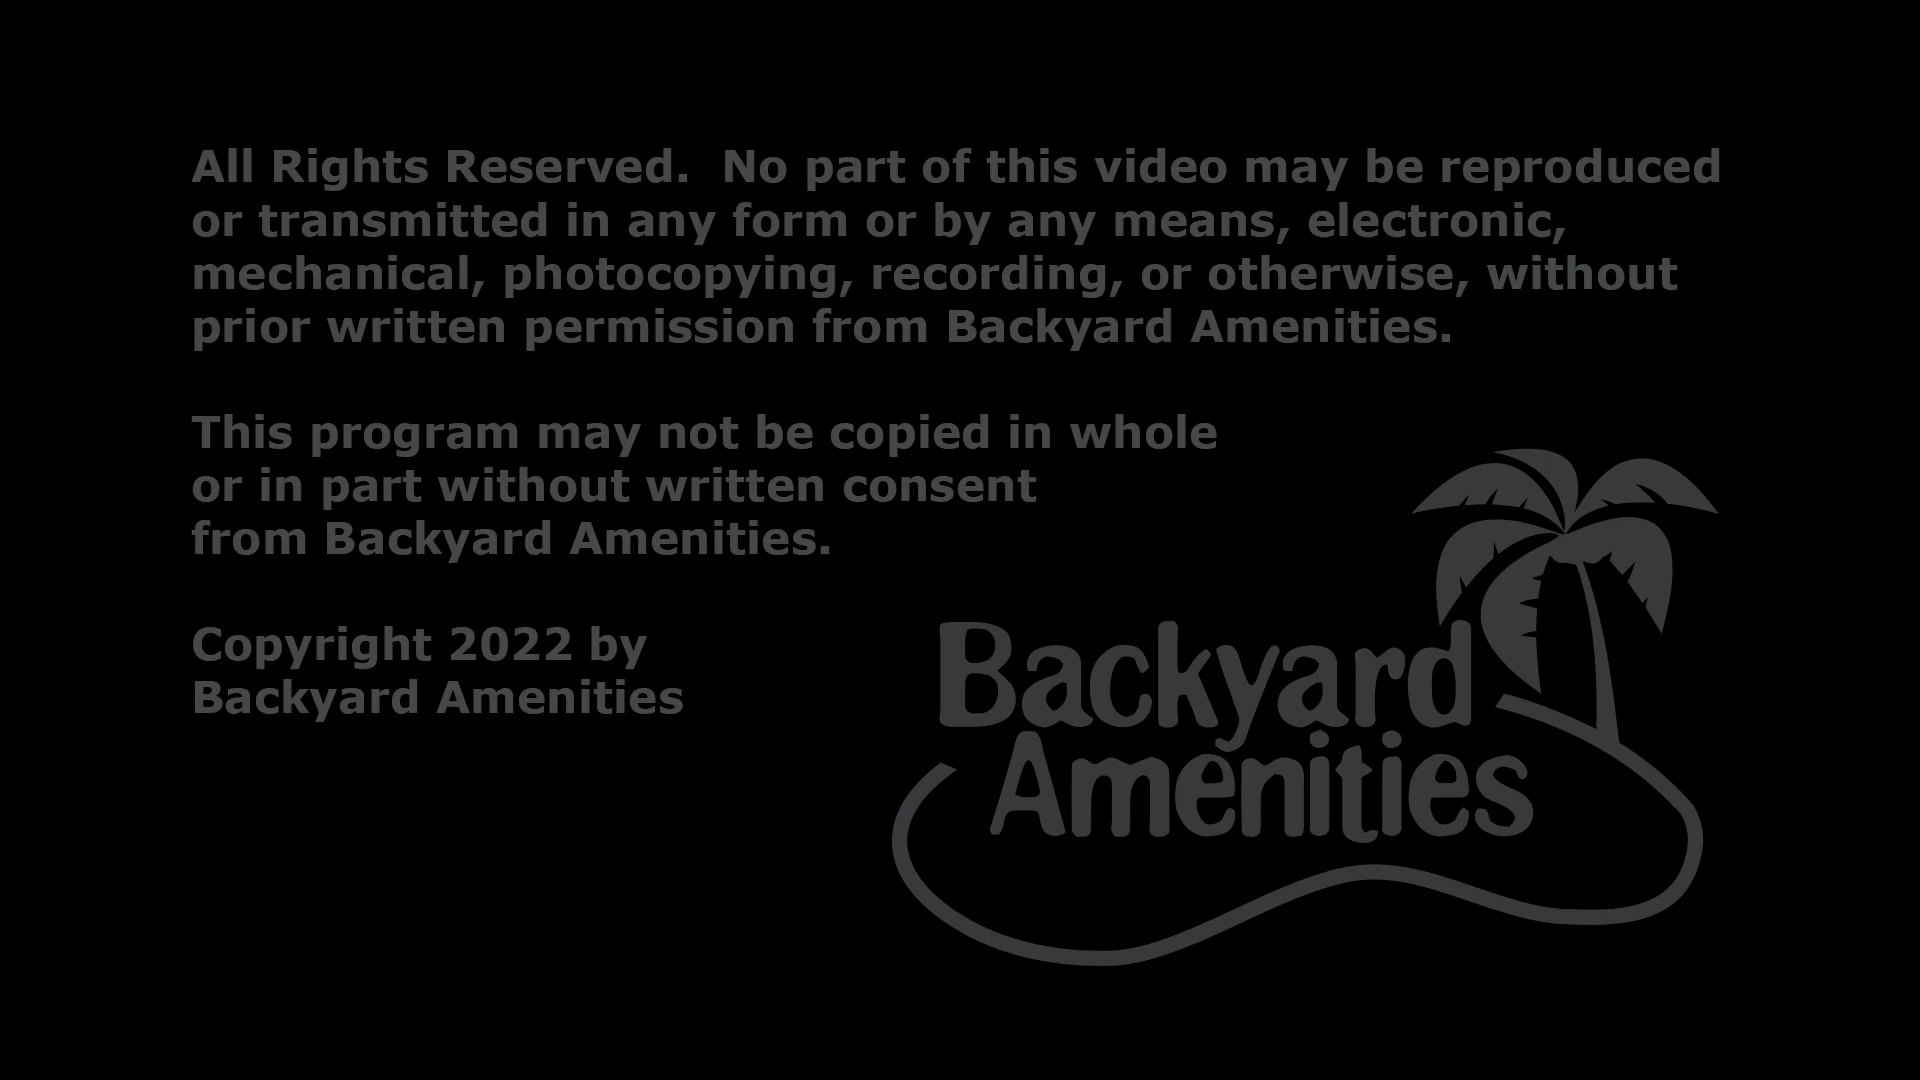 All Rights Reserved.  No part of this video may be reproduced
or transmitted in any form or by any means, electronic,
mechanical, photocopying, recording, or otherwise, without
prior written permission from Backyard Amenities.
This program may not be copied in whole
or in part without written consent
from Backyard Amenities.
Copyright 2022 by
Backyard Amenities
Backyard
Amenities